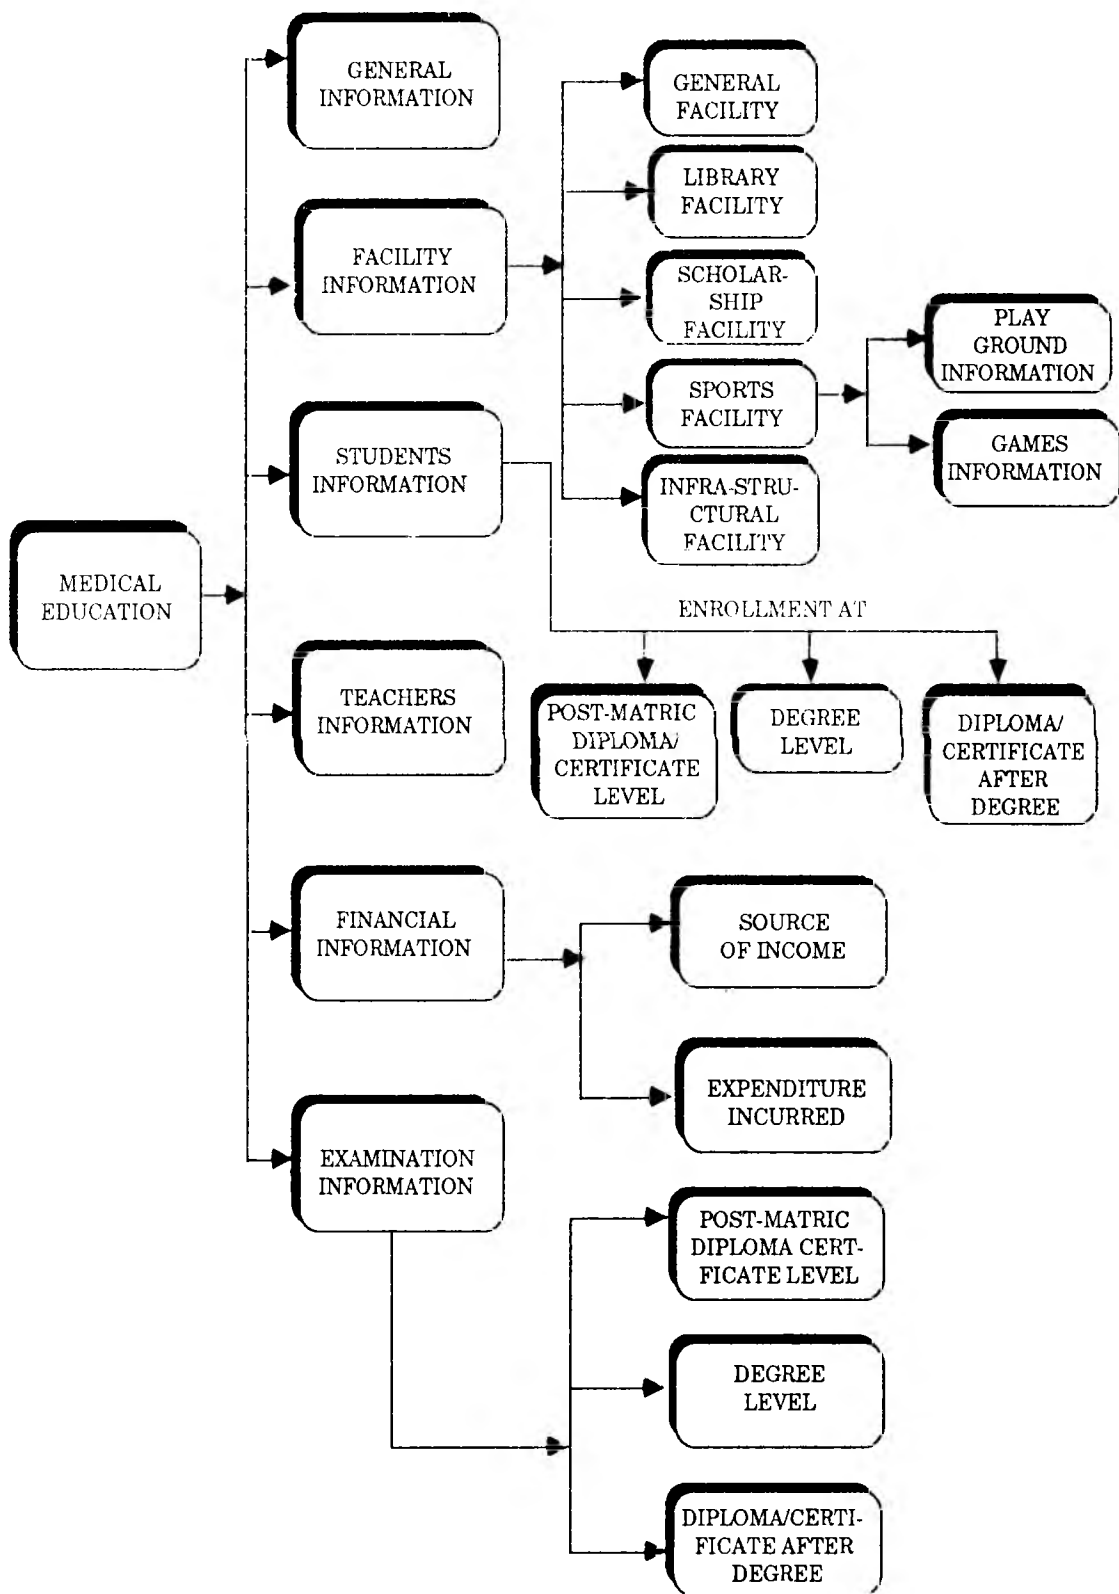 GENERAL
INFORMATION
GENERAL
FACILITY
LIBRARY
FACILITY
FACILITY
INFORMATION
SCHOLAR-
SHIP
FACILITY
PLAY
GROUND
INFORMATION
SPORTS
FACILITY
GAMES
INFORMATION
STUDENTS
INFORMATION
INFRA-STRU-
CTURAL
FACILITY
MEDICAL
EDUCATION
ENROLLMENT AT
TEACHERS
INFORMATION
POST-MATRIC
DIPLOMA/
CERTIFICATE
LEVEL
DEGREE
LEVEL
DIPLOMA/
CERTIFICATE
AFTER
DEGREE
FINANCIAL
INFORMATION
SOURCE
OF INCOME
EXPENDITURE
INCURRED
EXAMINATION
INFORMATION
POST-MATRIC
DIPLOMA CERT-
FICATE LEVEL
DEGREE
LEVEL
DIPLOMA/CERTI-
FICATE AFTER
DEGREE